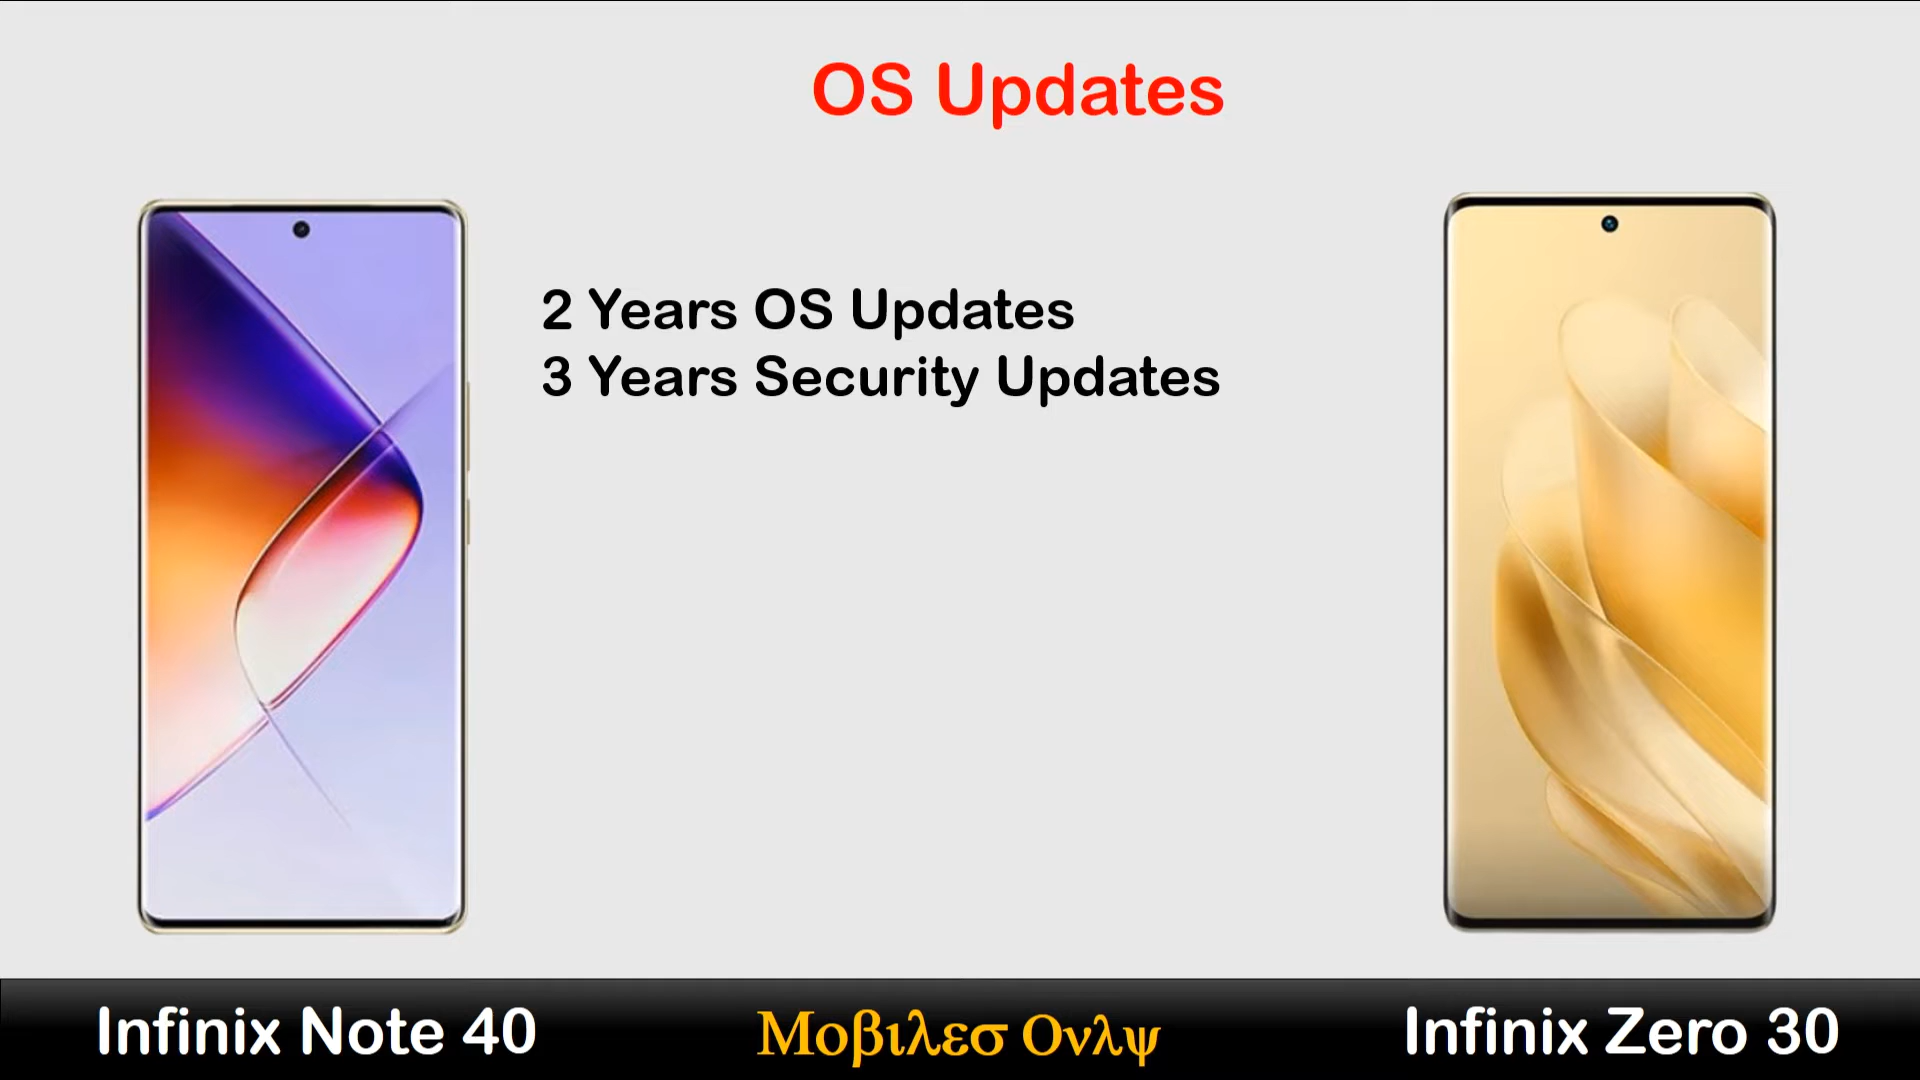 OS Updates
2 Years OS Updates
3 Years Security Updates
Infinix Note 40
Μοβιλεσ Ονλψ
Infinix Zero 30